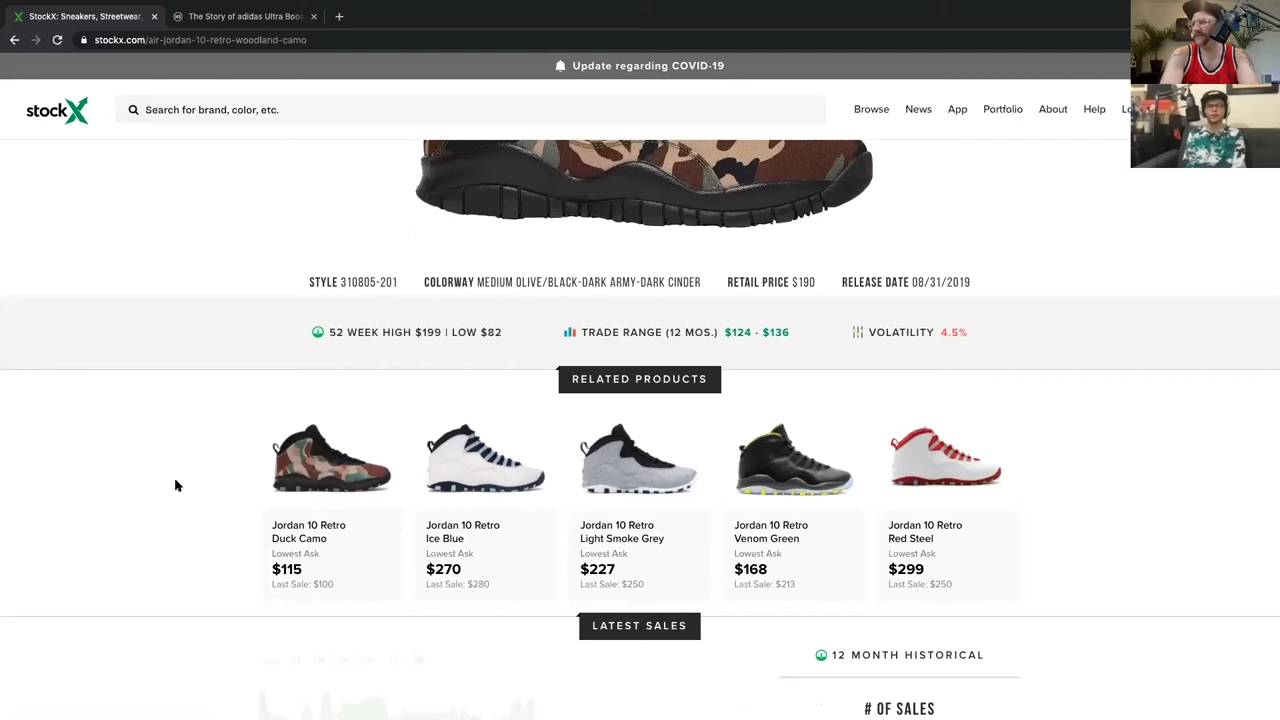 StockX: Sneakers, Streetwear,
The Story of adidas Ultra Boo
stockx.com/air-jordan-10-retro-woodland-camo
Update regarding COVID-19
stockX
Search for brand, color, etc.
Browse News App Portfolio About Help
STYLE 310805-201 COLORWAY MEDIUM OLIVE/BLACK-DARK ARMY-DARK CINDER RETAIL PRICE $190 RELEASE DATE 08/31/2019
52 WEEK HIGH $199 | LOW $82 TRADE RANGE (12 MOS.) $124 - $136 VOLATILITY 4.5%
RELATED PRODUCTS
Jordan 10 Retro
Duck Camo
Lowest Ask
$115
Last Sale: $100
Jordan 10 Retro
Ice Blue
Lowest Ask
$270
Last Sale: $280
Jordan 10 Retro
Light Smoke Grey
Lowest Ask
$227
Last Sale: $250
Jordan 10 Retro
Venom Green
Lowest Ask
$168
Last Sale: $213
Jordan 10 Retro
Red Steel
Lowest Ask
$299
Last Sale: $250
LATEST SALES
12 MONTH HISTORICAL
# OF SALES